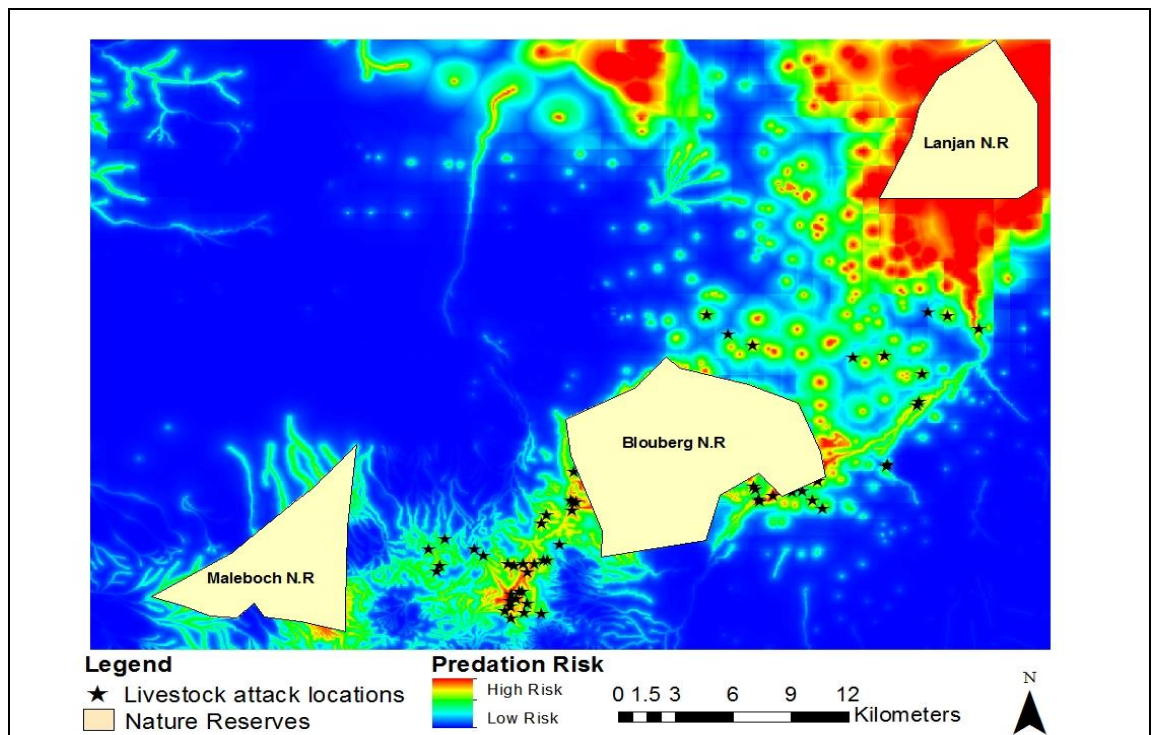 Lanjan N.R
Blouberg N.R
Maleboch N.R
Legend
Livestock attack locations
Nature Reserves
Predation Risk
High Risk
Low Risk
0 1.5 3 6 9 12
Kilometers
N